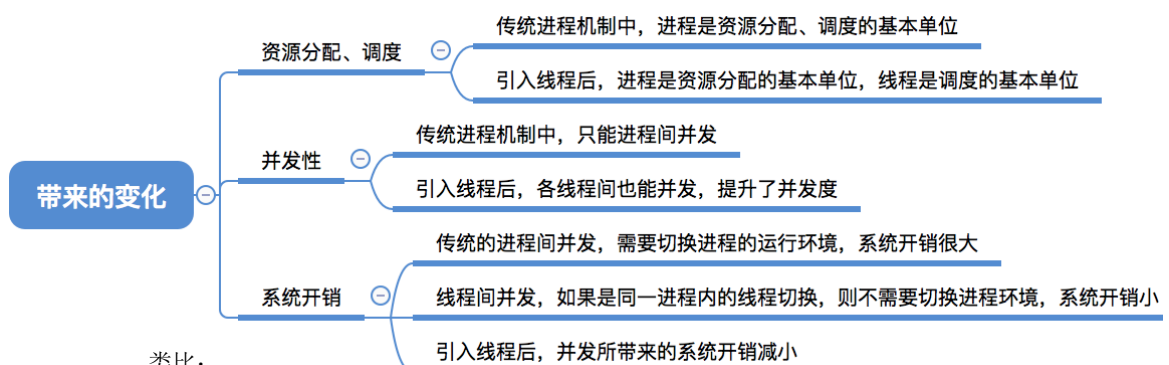 带来的变化
资源分配、调度
传统进程机制中，进程是资源分配、调度的基本单位
引入线程后，进程是资源分配的基本单位，线程是调度的基本单位
并发性
传统进程机制中，只能进程间并发
引入线程后，各线程间也能并发，提升了并发度
系统开销
传统的进程间并发，需要切换进程的运行环境，系统开销很大
线程间并发，如果是同一进程内的线程切换，则不需要切换进程环境，系统开销小
引入线程后，并发所带来的系统开销减小
类比：